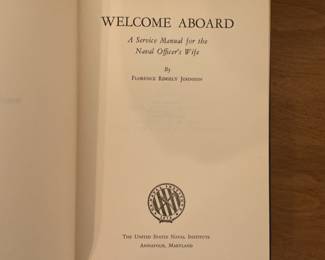 WELCOME ABOARD
A Service Manual for the
Naval Officer's Wife
By
FLORENCE RIDGELY JOHNSON
THE UNITED STATES NAVAL INSTITUTE
ANNAPOLIS, MARYLAND